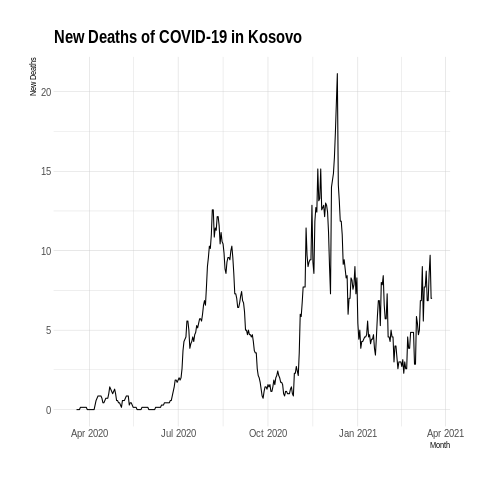 New Deaths of COVID-19 in Kosovo
New Deaths
20
15
10
5
0
Apr 2020
Jul 2020
Oct 2020
Jan 2021
Apr 2021
Month